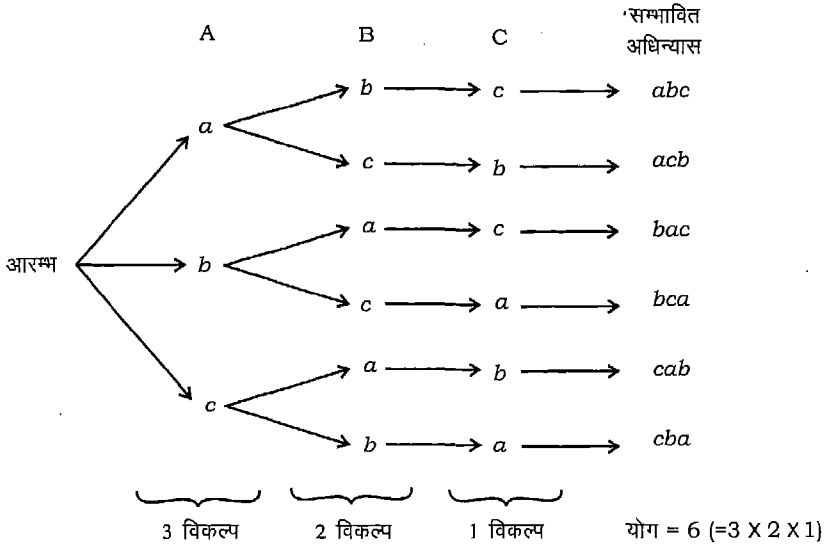 A B C सम्भावित
अधिन्यास
b c abc
a
c b acb
a c bac
आरम्भ b
c a bca
a b cab
c
b a cba
3 विकल्प 2 विकल्प 1 विकल्प योग = 6 (=3 X 2 X 1)